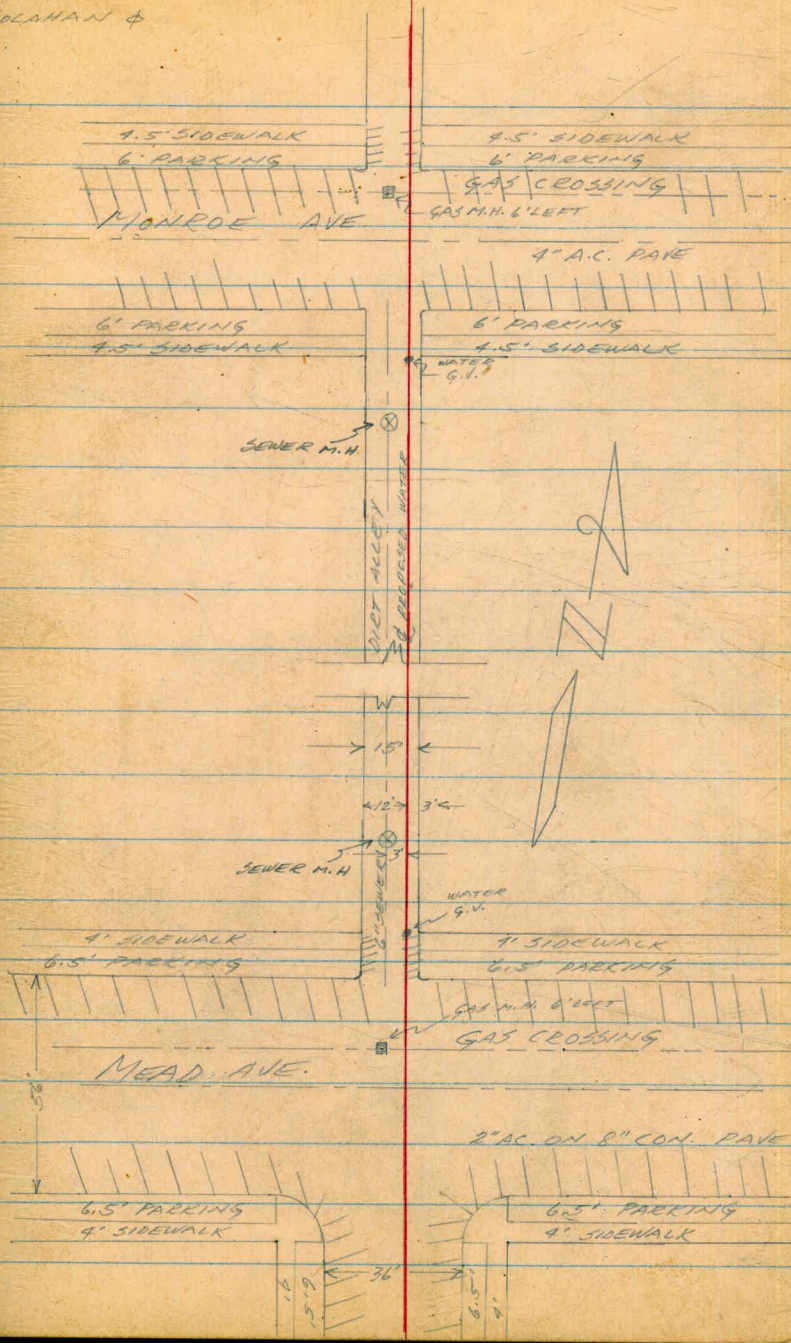 4.5' SIDEWALK 4.5' SIDEWALK
6' PARKING 6' PARKING
GAS CROSSING
GAS M.H. 6' LEFT
MONROE AVE.
4" A.C. PAVE
6' PARKING 6' PARKING
4.5' SIDEWALK 4.5' SIDEWALK
WATER
G.V.
SEWER M.H.
DIRT ALLEY
PROPOSED WATER
N
15'
12' 3'
3'
SEWER M.H
6" SEWER
WATER
G.V.
4' SIDEWALK 4' SIDEWALK
6.5' PARKING 6.5' PARKING
GAS M.H. 6' LEFT
GAS CROSSING
MEAD AVE.
56'
2" AC. ON 8" CON. PAVE
6.5' PARKING 6.5' PARKING
4' SIDEWALK 4' SIDEWALK
36'
4' 6.5' 6.5' 4'